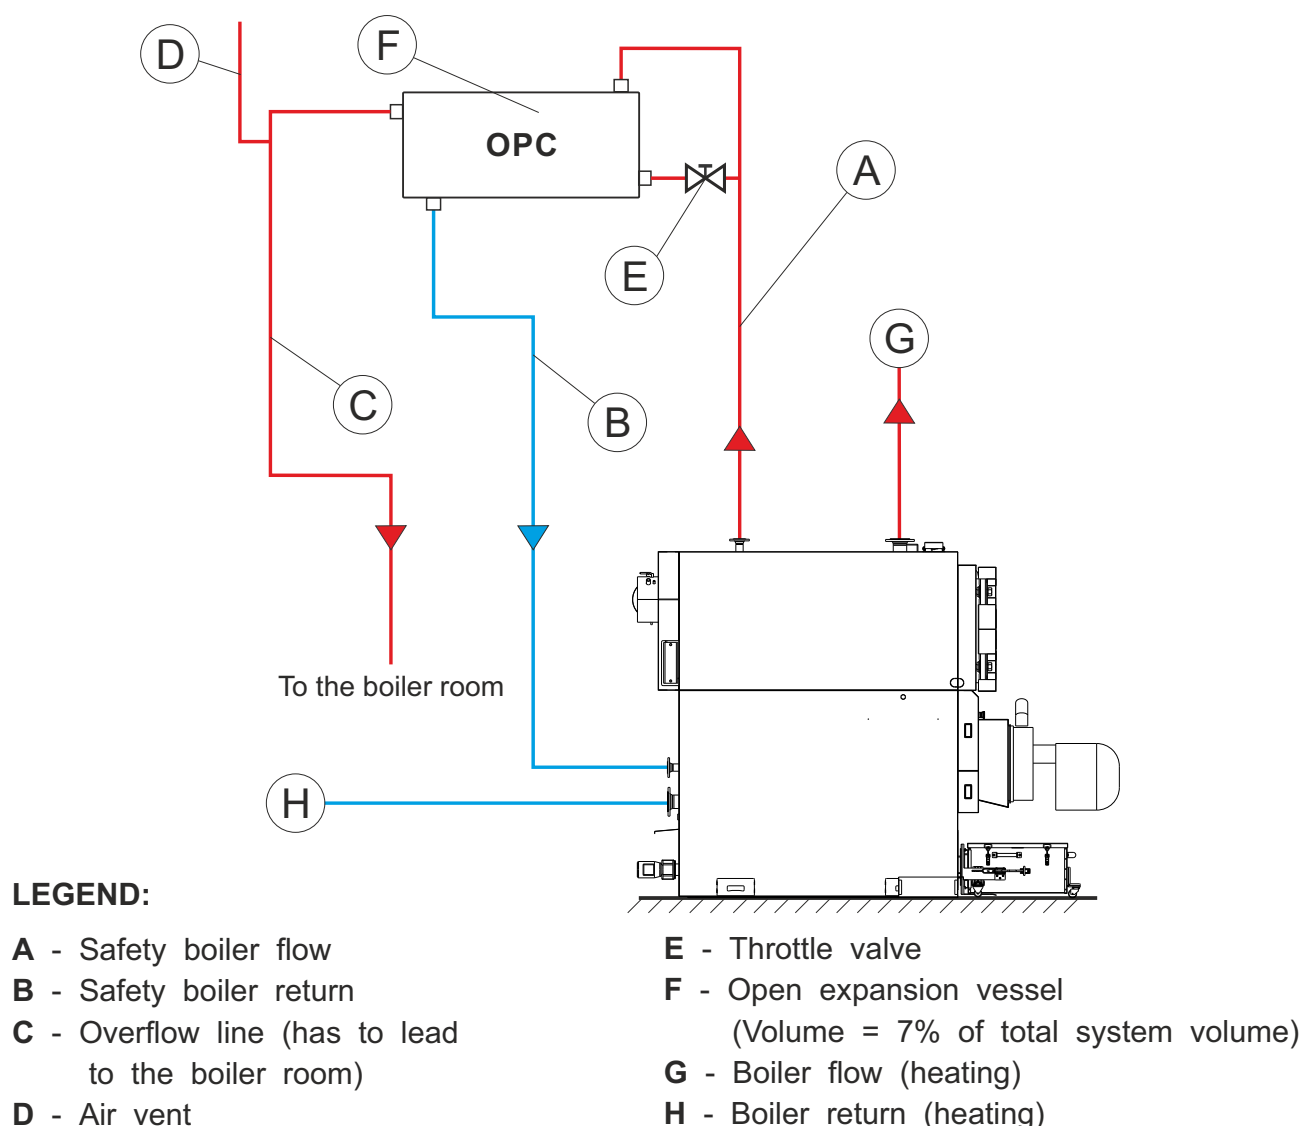 D
F
OPC
A
E
G
C
B
To the boiler room
H
LEGEND:
A - Safety boiler flow
B - Safety boiler return
C - Overflow line (has to lead
to the boiler room)
D - Air vent
E - Throttle valve
F - Open expansion vessel
(Volume = 7% of total system volume)
G - Boiler flow (heating)
H - Boiler return (heating)